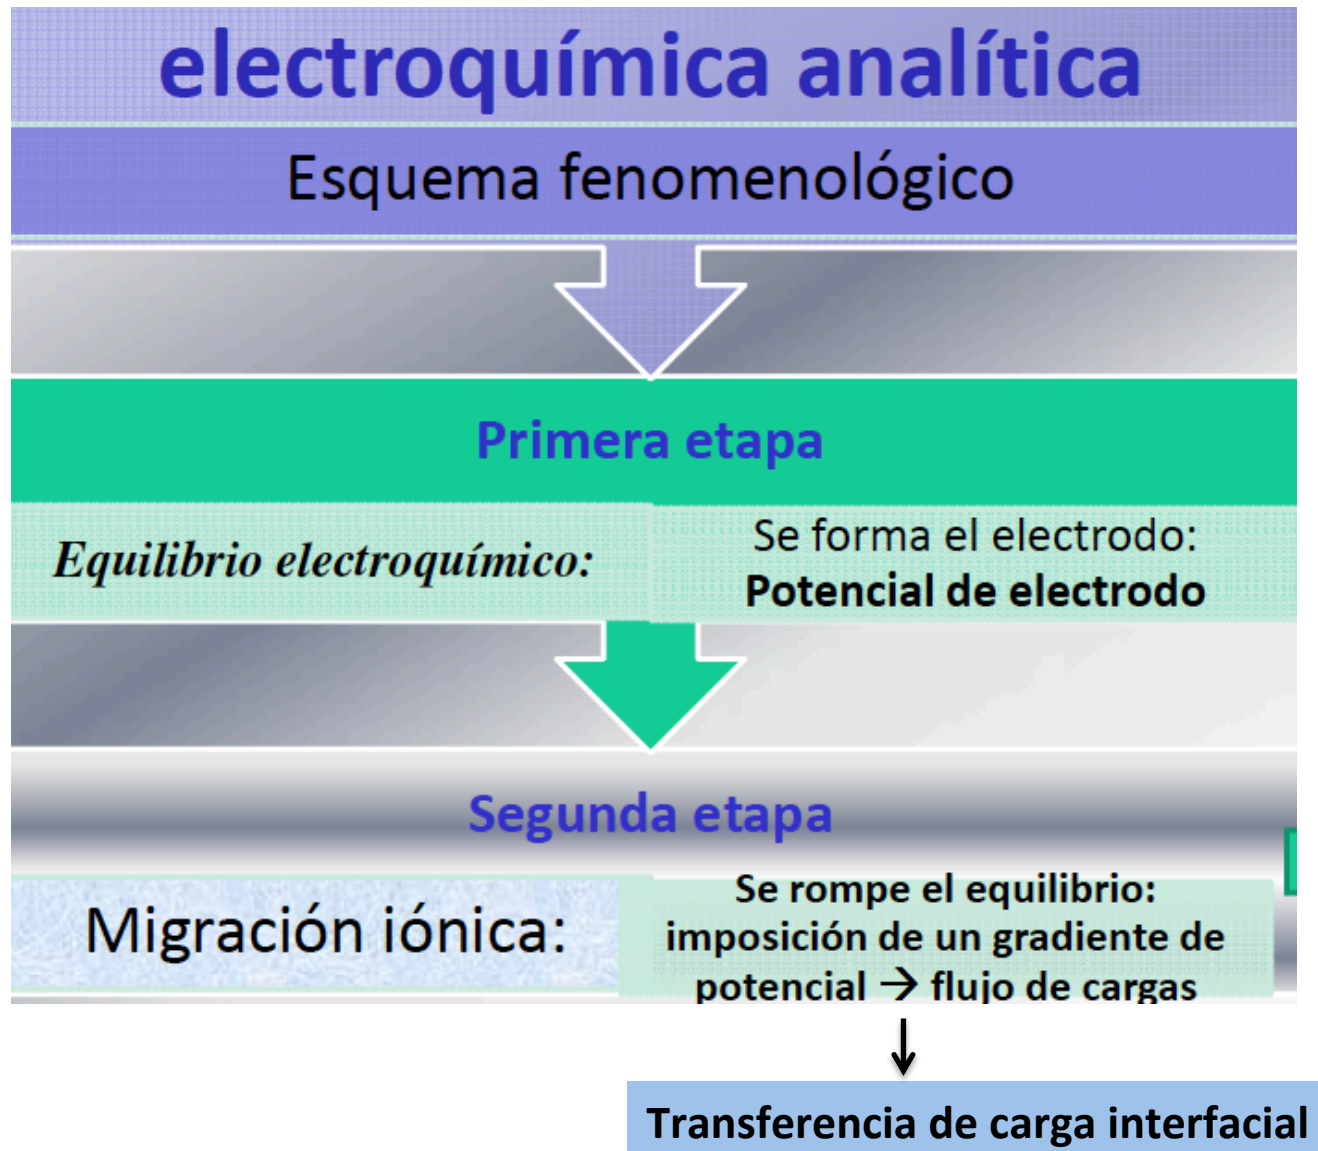 electroquímica analítica
Esquema fenomenológico
Primera etapa
Equilibrio electroquímico:
Se forma el electrodo:
Potencial de electrodo
Segunda etapa
Migración iónica:
Se rompe el equilibrio:
imposición de un gradiente de
potencial → flujo de cargas
Transferencia de carga interfacial